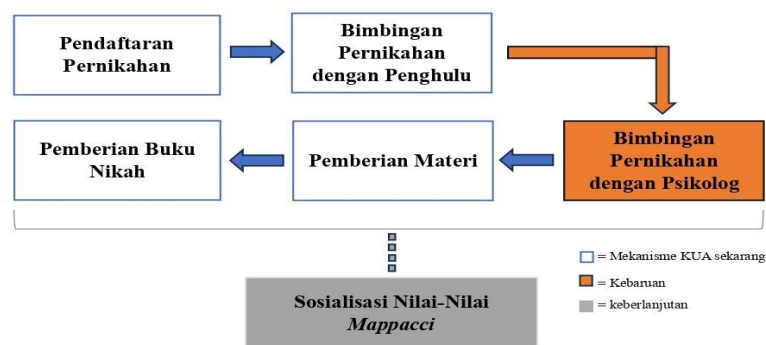 Pendaftaran
Pernikahan
Bimbingan
Pernikahan
dengan Penghulu
Bimbingan
Pernikahan
dengan Psikolog
Pemberian Materi
Pemberian Buku
Nikah
Sosialisasi Nilai-Nilai
Mappacci
= Mekanisme KUA sekarang
= Kebaruan
= keberlanjutan